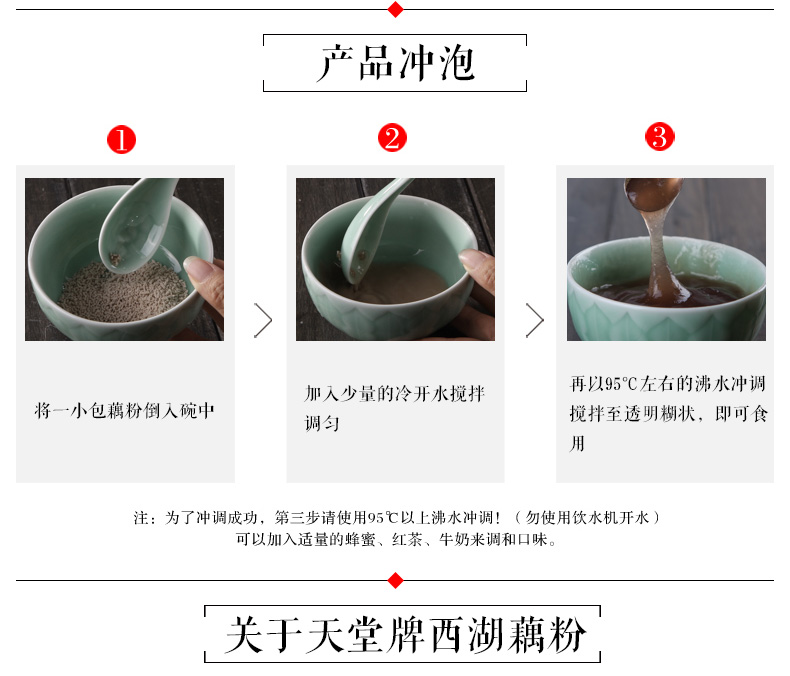 产品冲泡
1
2
3
将一小包藕粉倒入碗中
加入少量的冷开水搅拌
调匀
再以95℃左右的沸水冲调
搅拌至透明糊状，即可食
用
注：为了冲调成功，第三步请使用95℃以上沸水冲调！（勿使用饮水机开水）
可以加入适量的蜂蜜、红茶、牛奶来调和口味。
关于天堂牌西湖藕粉